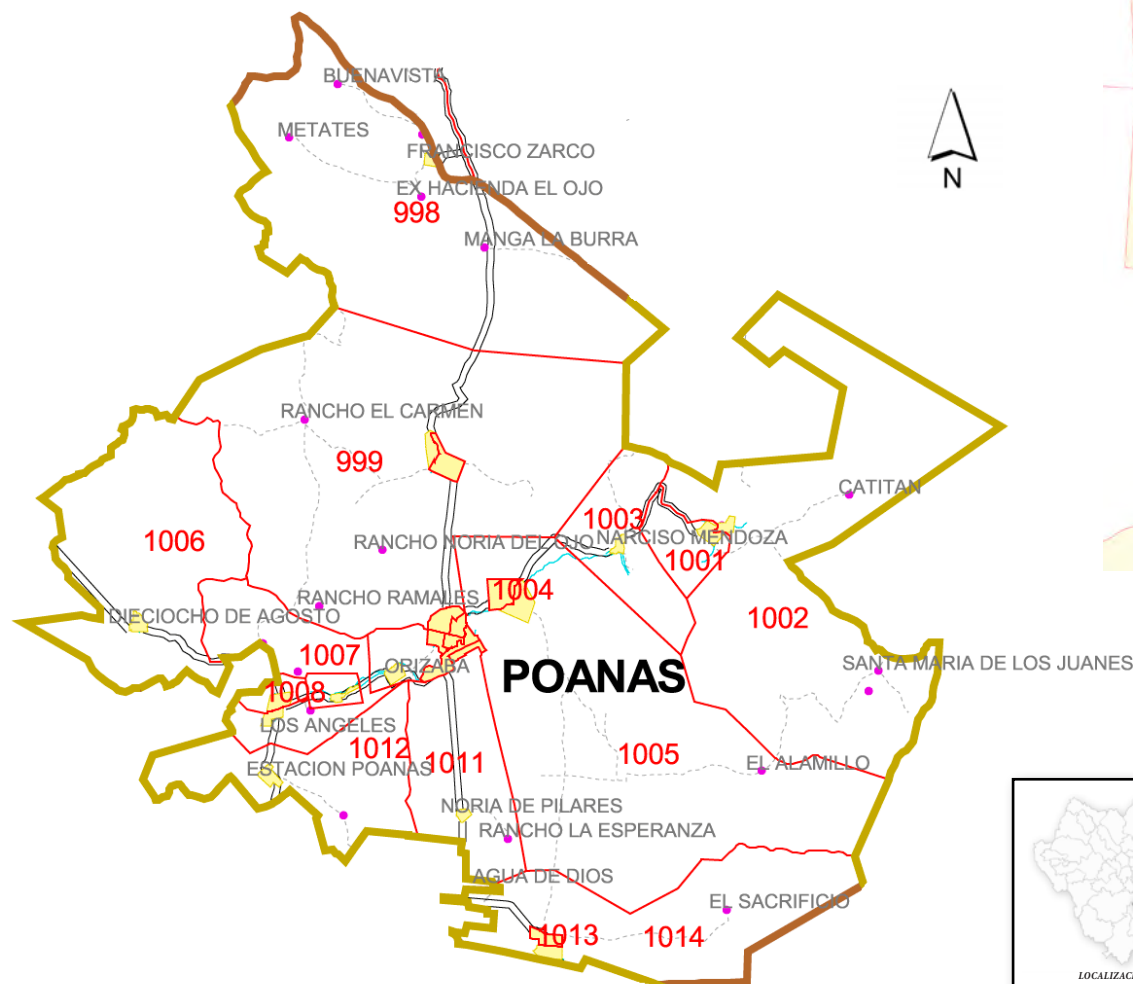 BUENAVISTA
METATES
FRANCISCO ZARCO
EX HACIENDA EL OJO
998
MANGA LA BURRA
N
RANCHO EL CARMEN
999
CATITAN
1003
1006
RANCHO NORIA DEL OJO
NARCISO MENDOZA
1001
1004
RANCHO RAMALES
DIECIOCHO DE AGOSTO
1002
1007
ORIZABA
POANAS
SANTA MARIA DE LOS JUANES
1008
LOS ANGELES
1012
1011
1005
ESTACION POANAS
EL ALAMILLO
NORIA DE PILARES
RANCHO LA ESPERANZA
AGUA DE DIOS
EL SACRIFICIO
1013
1014
LOCALIZAC